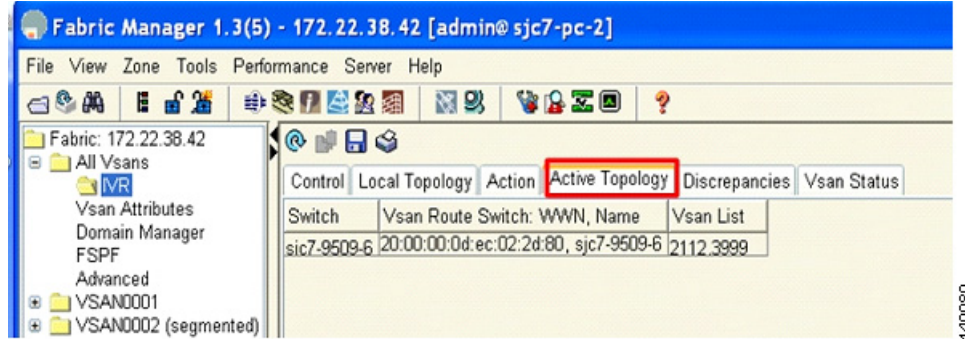 Fabric Manager 1.3(5) - 172.22.38.42 [admin@sjc7-pc-2]
File View Zone Tools Performance Server Help
Fabric: 172.22.38.42
All Vsans
IVR
Vsan Attributes
Domain Manager
FSPF
Advanced
VSAN0001
VSAN0002 (segmented)
Control Local Topology Action Active Topology Discrepancies Vsan Status
Switch Vsan Route Switch: WWN, Name Vsan List
sjc7-9509-6 20:00:00:0d:ec:02:2d:80, sjc7-9509-6 2112.3999